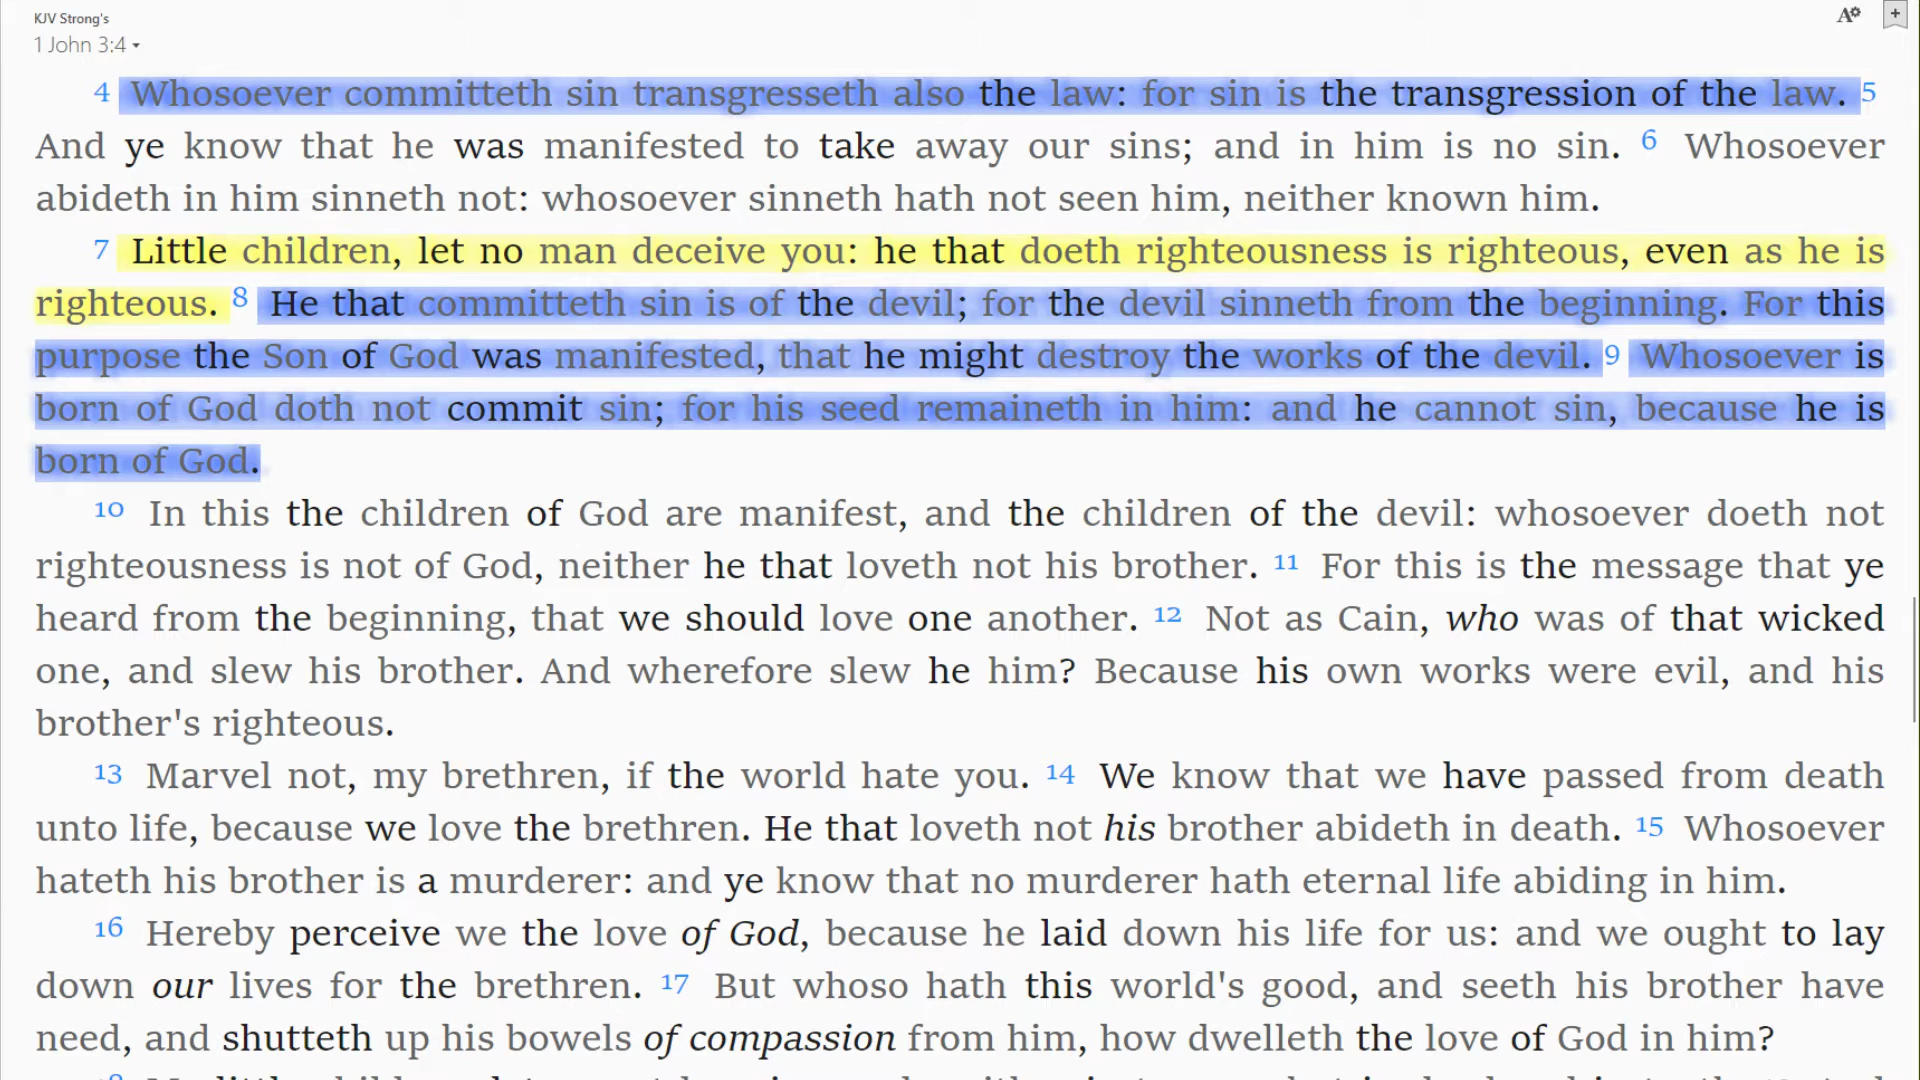 KJV Strong's
1 John 3:4
4 Whosoever committeth sin transgresseth also the law: for sin is the transgression of the law. 5
And ye know that he was manifested to take away our sins; and in him is no sin. 6 Whosoever
abideth in him sinneth not: whosoever sinneth hath not seen him, neither known him.
7 Little children, let no man deceive you: he that doeth righteousness is righteous, even as he is
righteous. 8 He that committeth sin is of the devil; for the devil sinneth from the beginning. For this
purpose the Son of God was manifested, that he might destroy the works of the devil. 9 Whosoever is
born of God doth not commit sin; for his seed remaineth in him: and he cannot sin, because he is
born of God.
10 In this the children of God are manifest, and the children of the devil: whosoever doeth not
righteousness is not of God, neither he that loveth not his brother. 11 For this is the message that ye
heard from the beginning, that we should love one another. 12 Not as Cain, who was of that wicked
one, and slew his brother. And wherefore slew he him? Because his own works were evil, and his
brother's righteous.
13 Marvel not, my brethren, if the world hate you. 14 We know that we have passed from death
unto life, because we love the brethren. He that loveth not his brother abideth in death. 15 Whosoever
hateth his brother is a murderer: and ye know that no murderer hath eternal life abiding in him.
16 Hereby perceive we the love of God, because he laid down his life for us: and we ought to lay
down our lives for the brethren. 17 But whoso hath this world's good, and seeth his brother have
need, and shutteth up his bowels of compassion from him, how dwelleth the love of God in him?